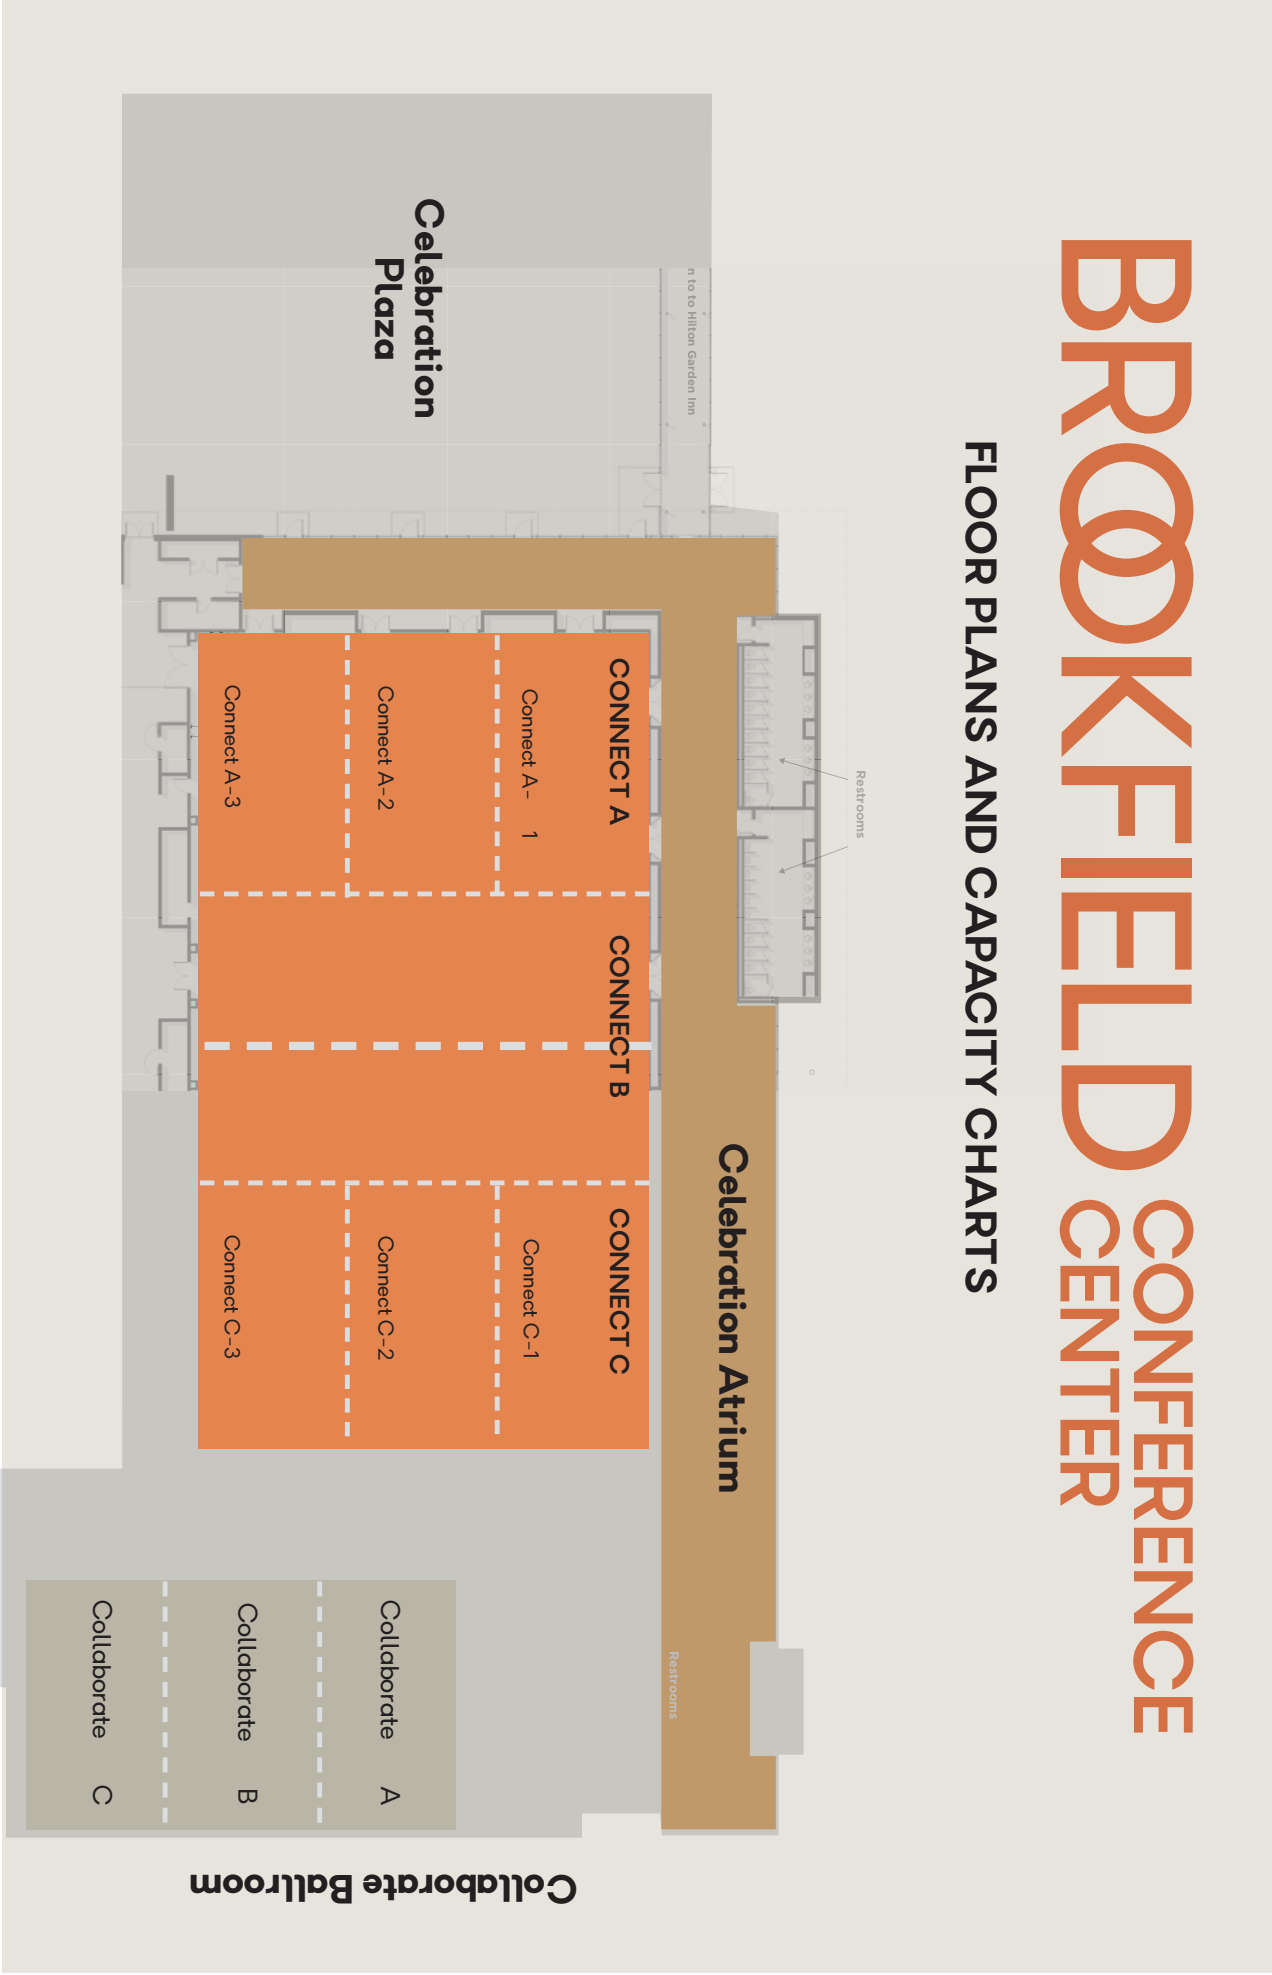 BROOKFIELD
CONFERENCE
CENTER
FLOOR PLANS AND CAPACITY CHARTS
Restrooms
n to to Hilton Garden Inn
Celebration
Plaza
Celebration Atrium
CONNECT A
CONNECT B
CONNECT C
Connect A- 1
Connect C-1
Connect A-2
Connect C-2
Connect A-3
Connect C-3
Restrooms
Collaborate A
Collaborate B
Collaborate C
Collaborate Ballroom